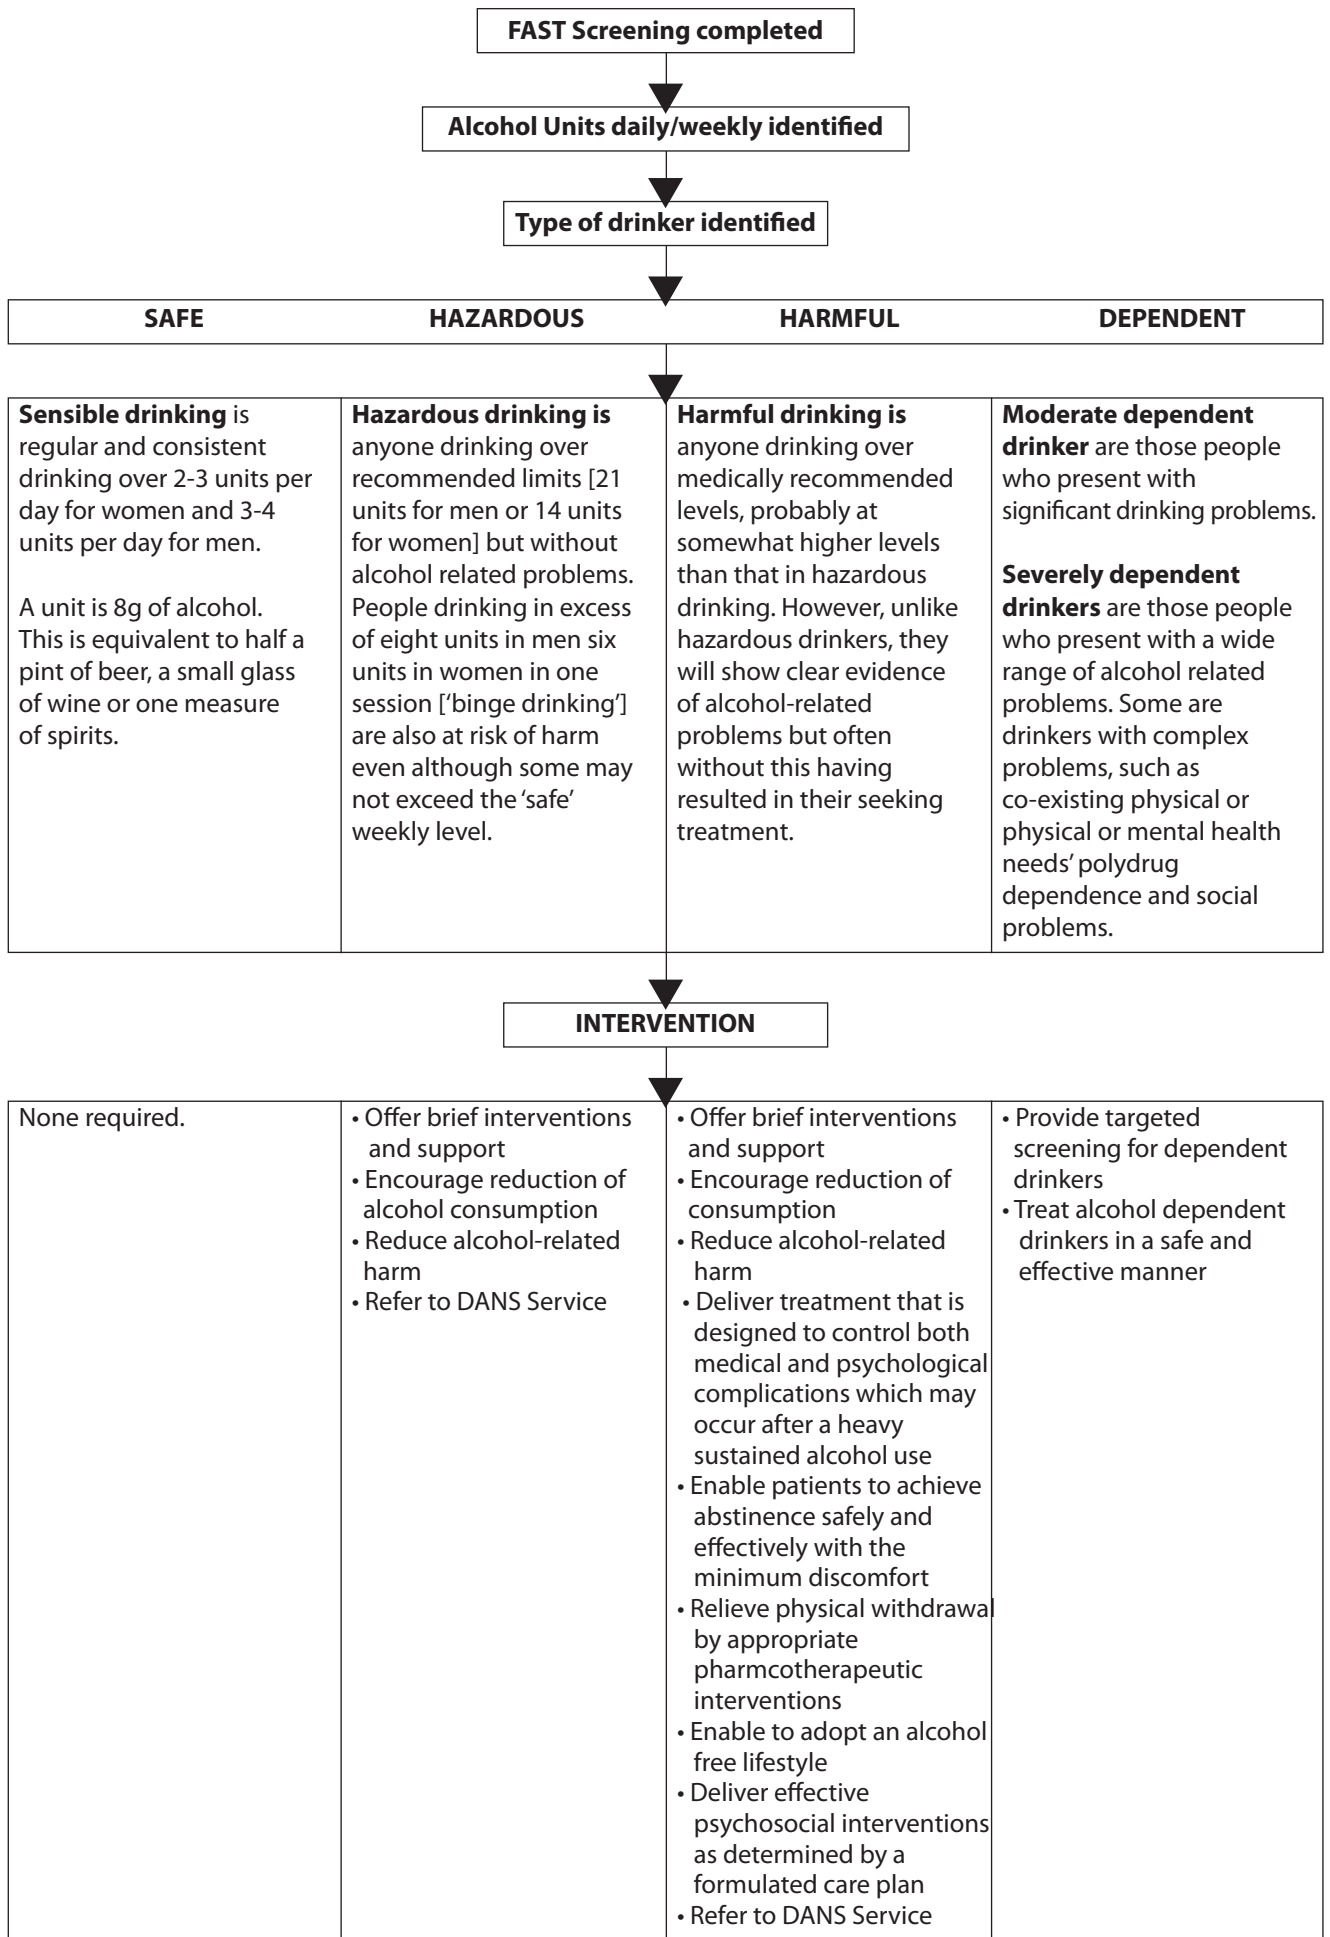 FAST Screening completed
Alcohol Units daily/weekly identified
Type of drinker identified
SAFE
HAZARDOUS
HARMFUL
DEPENDENT
Sensible drinking is
regular and consistent
drinking over 2-3 units per
day for women and 3-4
units per day for men.
A unit is 8g of alcohol.
This is equivalent to half a
pint of beer, a small glass
of wine or one measure
of spirits.
Hazardous drinking is
anyone drinking over
recommended limits [21
units for men or 14 units
for women] but without
alcohol related problems.
People drinking in excess
of eight units in men six
units in women in one
session ['binge drinking']
are also at risk of harm
even although some may
not exceed the 'safe'
weekly level.
Harmful drinking is
anyone drinking over
medically recommended
levels, probably at
somewhat higher levels
than that in hazardous
drinking. However, unlike
hazardous drinkers, they
will show clear evidence
of alcohol-related
problems but often
without this having
resulted in their seeking
treatment.
Moderate dependent
drinker are those people
who present with
significant drinking problems.
Severely dependent
drinkers are those people
who present with a wide
range of alcohol related
problems. Some are
drinkers with complex
problems, such as
co-existing physical or
physical or mental health
needs' polydrug
dependence and social
problems.
INTERVENTION
None required.
• Offer brief interventions
and support
• Encourage reduction of
alcohol consumption
• Reduce alcohol-related
harm
• Refer to DANS Service
• Offer brief interventions
and support
• Encourage reduction of
consumption
• Reduce alcohol-related
harm
• Deliver treatment that is
designed to control both
medical and psychological
complications which may
occur after a heavy
sustained alcohol use
• Enable patients to achieve
abstinence safely and
effectively with the
minimum discomfort
• Relieve physical withdrawal
by appropriate
pharmcotherapeutic
interventions
• Enable to adopt an alcohol
free lifestyle
• Deliver effective
psychosocial interventions
as determined by a
formulated care plan
• Refer to DANS Service
• Provide targeted
screening for dependent
drinkers
• Treat alcohol dependent
drinkers in a safe and
effective manner